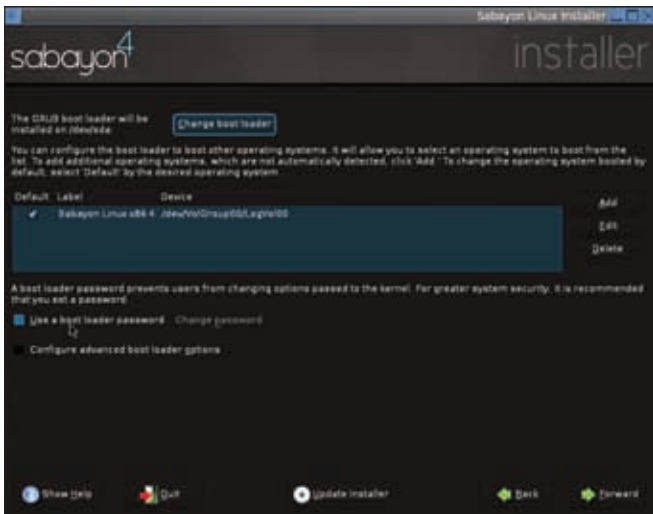 Sabayon Linux Installer
sabayon4
installer
The GRUB boot loader will be
installed on /dev/sda.
Change boot loader
You can configure the boot loader to boot other operating systems. It will allow you to select an operating system to boot from the
list. To add additional operating systems, which are not automatically detected, click 'Add.' To change the operating system booted by
default, select 'Default' by the desired operating system.
Default Label Device
Sabayon Linux x86 4 /dev/VolGroup00/LogVol00
Add
Edit
Delete
A boot loader password prevents users from changing options passed to the kernel. For greater system security, it is recommended
that you set a password.
Use a boot loader password Change password
Configure advanced boot loader options
Show Help
Quit
Update Installer
Back
Forward